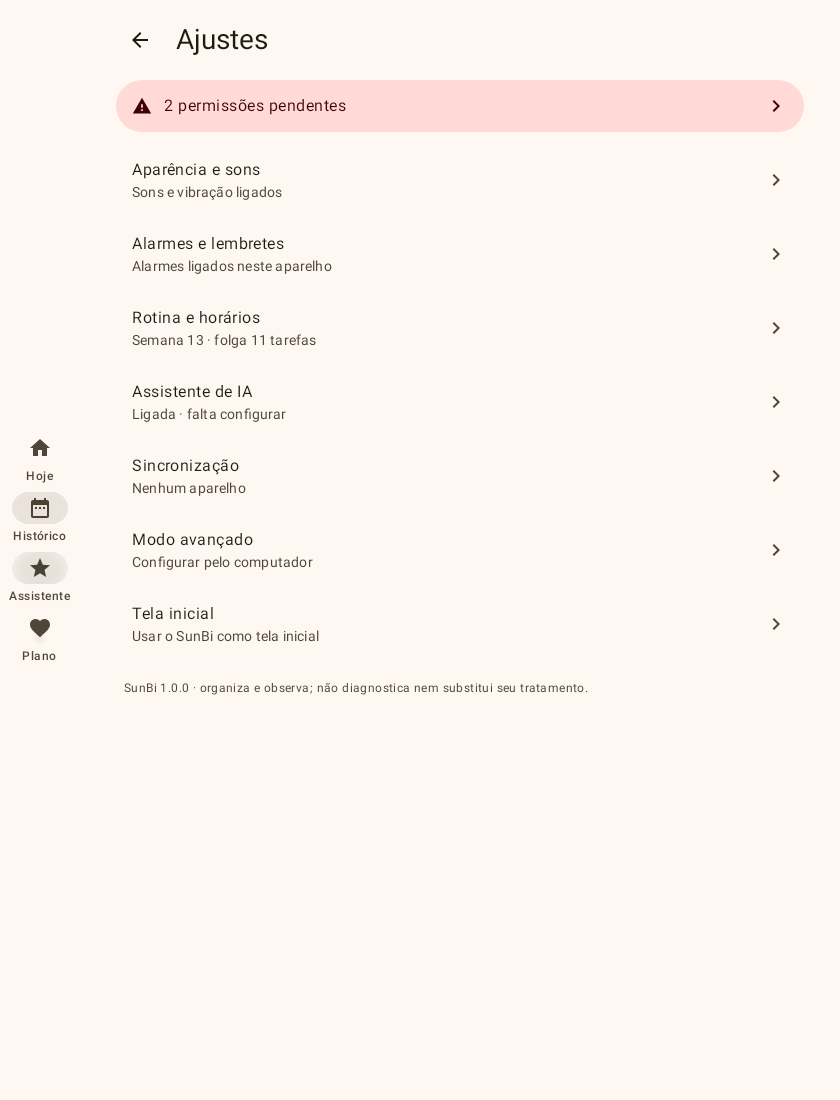 Ajustes
2 permissões pendentes
Aparência e sons
Sons e vibração ligados
Alarmes e lembretes
Alarmes ligados neste aparelho
Rotina e horários
Semana 13 · folga 11 tarefas
Assistente de IA
Ligada · falta configurar
Sincronização
Nenhum aparelho
Modo avançado
Configurar pelo computador
Tela inicial
Usar o SunBi como tela inicial
SunBi 1.0.0 · organiza e observa; não diagnostica nem substitui seu tratamento.
Hoje
Histórico
Assistente
Plano